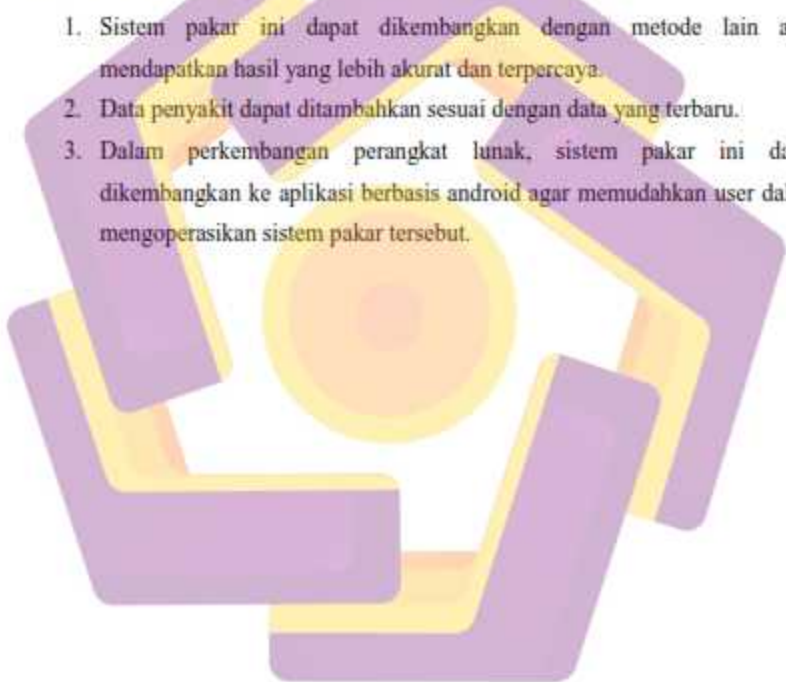 1. Sistem pakar ini dapat dikembangkan dengan metode lain
mendapatkan hasil yang lebih akurat dan terpercaya.
2. Data penyakit dapat ditambahkan sesuai dengan data yang terbaru.
3. Dalam perkembangan perangkat lunak, sistem pakar ini
dikembangkan ke aplikasi berbasis android agar memudahkan user
mengoperasikan sistem pakar tersebut.